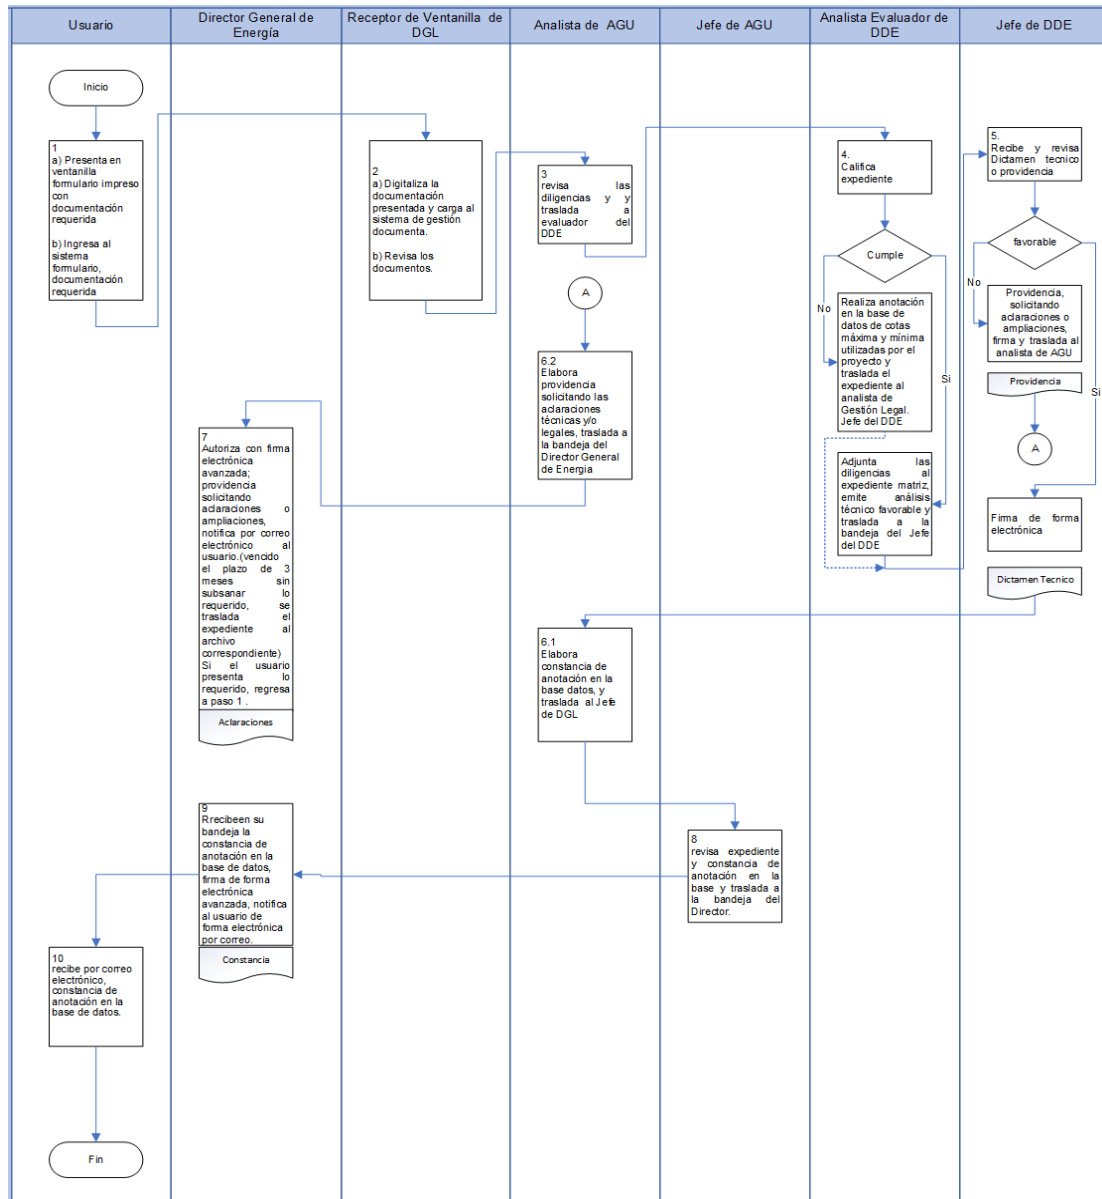 Usuario
Director General de
Energía
Receptor de Ventanilla de
DGL
Analista de AGU
Jefe de AGU
Analista Evaluador de
DDE
Jefe de DDE
Inicio
1
a) Presenta en
ventanilla
formulario impreso
con
documentación
requerida
b) Ingresa al
sistema
formulario,
documentación
requerida
2
a) Digitaliza la
documentación
presentada y carga al
sistema de gestión
documenta.
b) Revisa los
documentos.
3
revisa las
diligencias y y
traslada a
evaluador del
DDE
4.
Califica
expediente
5.
Recibe y revisa
Dictamen tecnico
o providencia
Cumple
favorable
No
Si
No
Si
Realiza anotación
en la base de
datos de cotas
máxima y mínima
utilizadas por el
proyecto y
traslada el
expediente al
analista de
Gestión Legal.
Jefe del DDE
Providencia,
solicitando
aclaraciones o
ampliaciones,
firma y traslada al
analista de AGU
Providencia
A
A
6.2
Elabora
providencia
solicitando las
aclaraciones
técnicas y/o
legales, traslada a
la bandeja del
Director General
de Energia
7
Autoriza con firma
electrónica
avanzada;
providencia
solicitando
aclaraciones o
ampliaciones,
notifica por correo
electrónico al
usuario.(vencido
el plazo de 3
meses sin
subsanar lo
requerido, se
traslada el
expediente al
archivo
correspondiente)
Si el usuario
presenta lo
requerido, regresa
a paso 1 .
Aclaraciones
Adjunta las
diligencias al
expediente matriz,
emite análisis
técnico favorable y
traslada a la
bandeja del Jefe
del DDE
Firma de forma
electrónica
Dictamen Tecnico
6.1
Elabora
constancia de
anotación en la
base datos, y
traslada al Jefe
de DGL
8
revisa expediente
y constancia de
anotación en la
base y traslada a
la bandeja del
Director.
9
Rrecibeen su
bandeja la
constancia de
anotación en la
base de datos,
firma de forma
electrónica
avanzada, notifica
al usuario de
forma electrónica
por correo.
Constancia
10
recibe por correo
electrónico,
constancia de
anotación en la
base de datos.
Fin